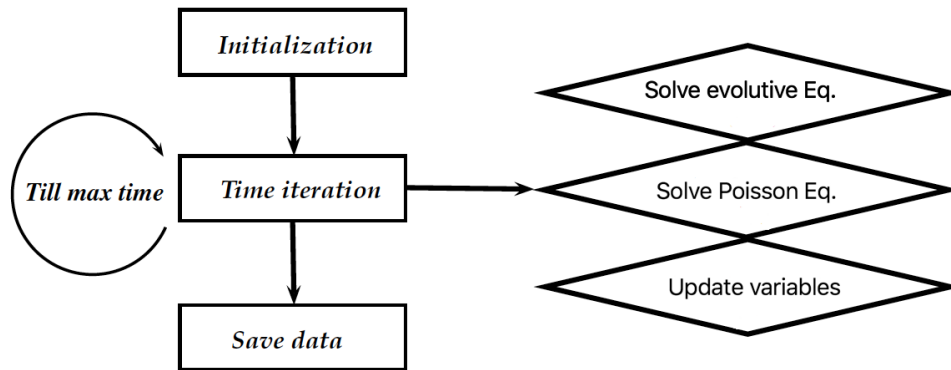 Initialization
Solve evolutive Eq.
Till max time
Time iteration
Solve Poisson Eq.
Update variables
Save data